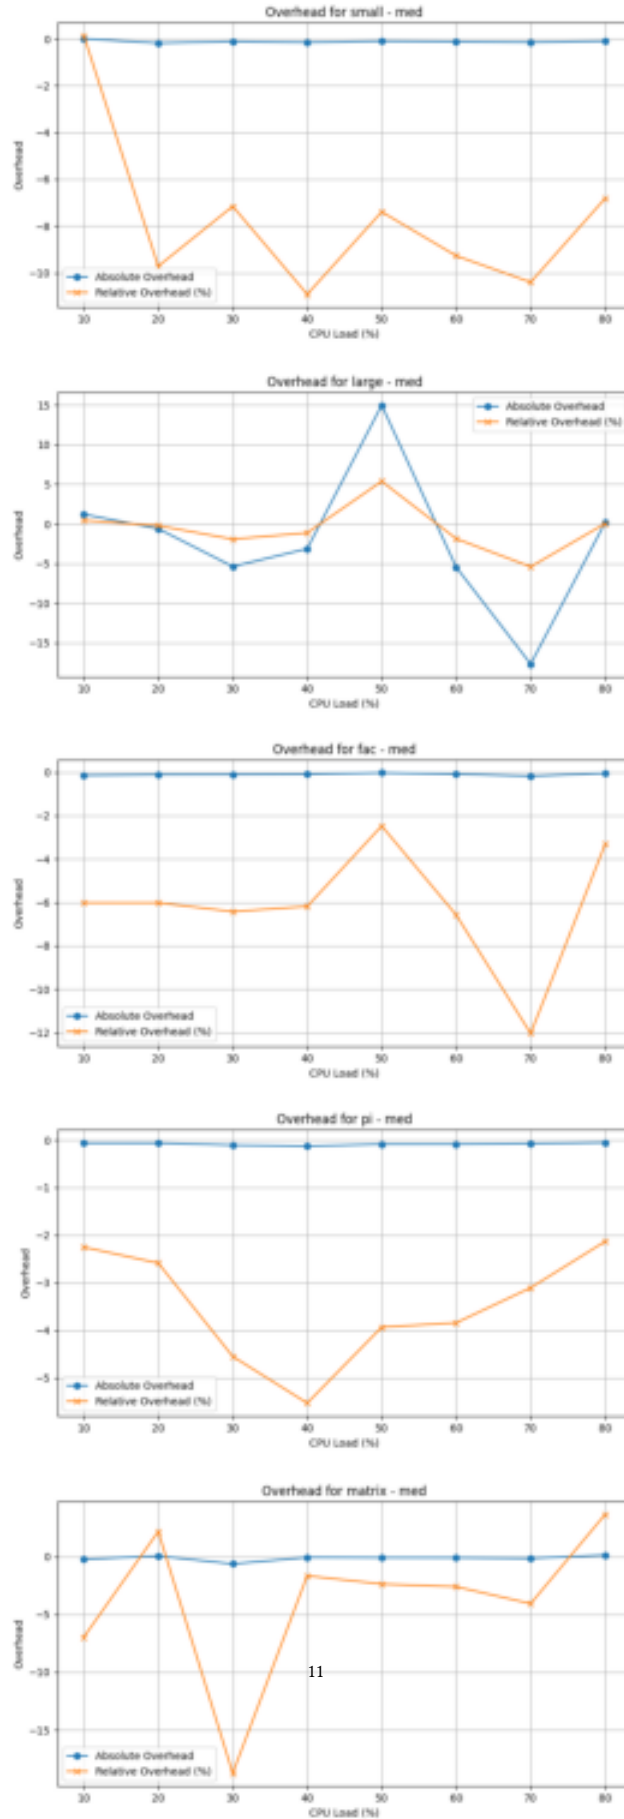 Overhead for small - med
0
−2
−4
−6
−8
−10
Overhead
Absolute Overhead
Relative Overhead (%)
10 20 30 40 50 60 70 80
CPU Load (%)
Overhead for large - med
15
10
5
0
−5
−10
−15
Overhead
Absolute Overhead
Relative Overhead (%)
10 20 30 40 50 60 70 80
CPU Load (%)
Overhead for fac - med
0
−2
−4
−6
−8
−10
−12
Overhead
Absolute Overhead
Relative Overhead (%)
10 20 30 40 50 60 70 80
CPU Load (%)
Overhead for pi - med
0
−1
−2
−3
−4
−5
Overhead
Absolute Overhead
Relative Overhead (%)
10 20 30 40 50 60 70 80
CPU Load (%)
Overhead for matrix - med
0
−5
−10
−15
Overhead
11
Absolute Overhead
Relative Overhead (%)
10 20 30 40 50 60 70 80
CPU Load (%)